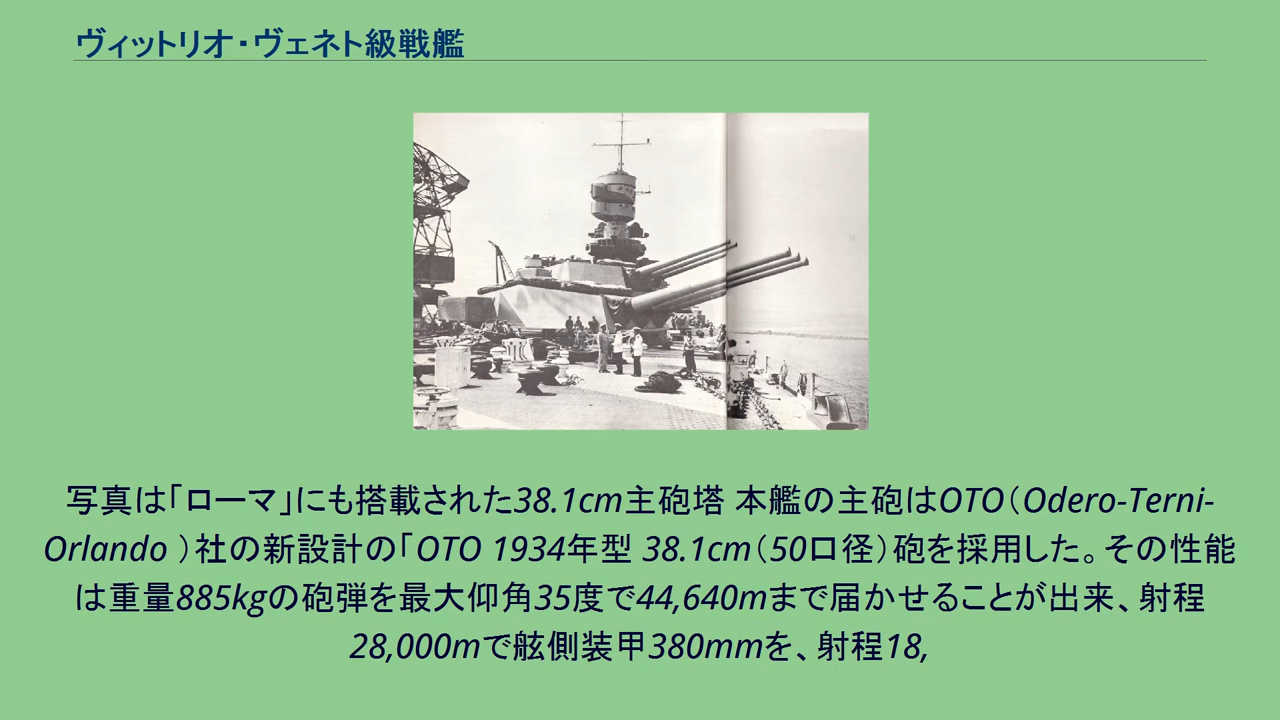 ヴィットリオ・ヴェネト級戦艦
写真は「ローマ」にも搭載された38.1cm主砲塔 本艦の主砲はOTO（Odero-Terni-
Orlando ）社の新設計の「OTO 1934年型 38.1cm（50口径）砲を採用した。その性能
は重量885kgの砲弾を最大仰角35度で44,640mまで届かせることが出来、射程
28,000mで舷側装甲380mmを、射程18,